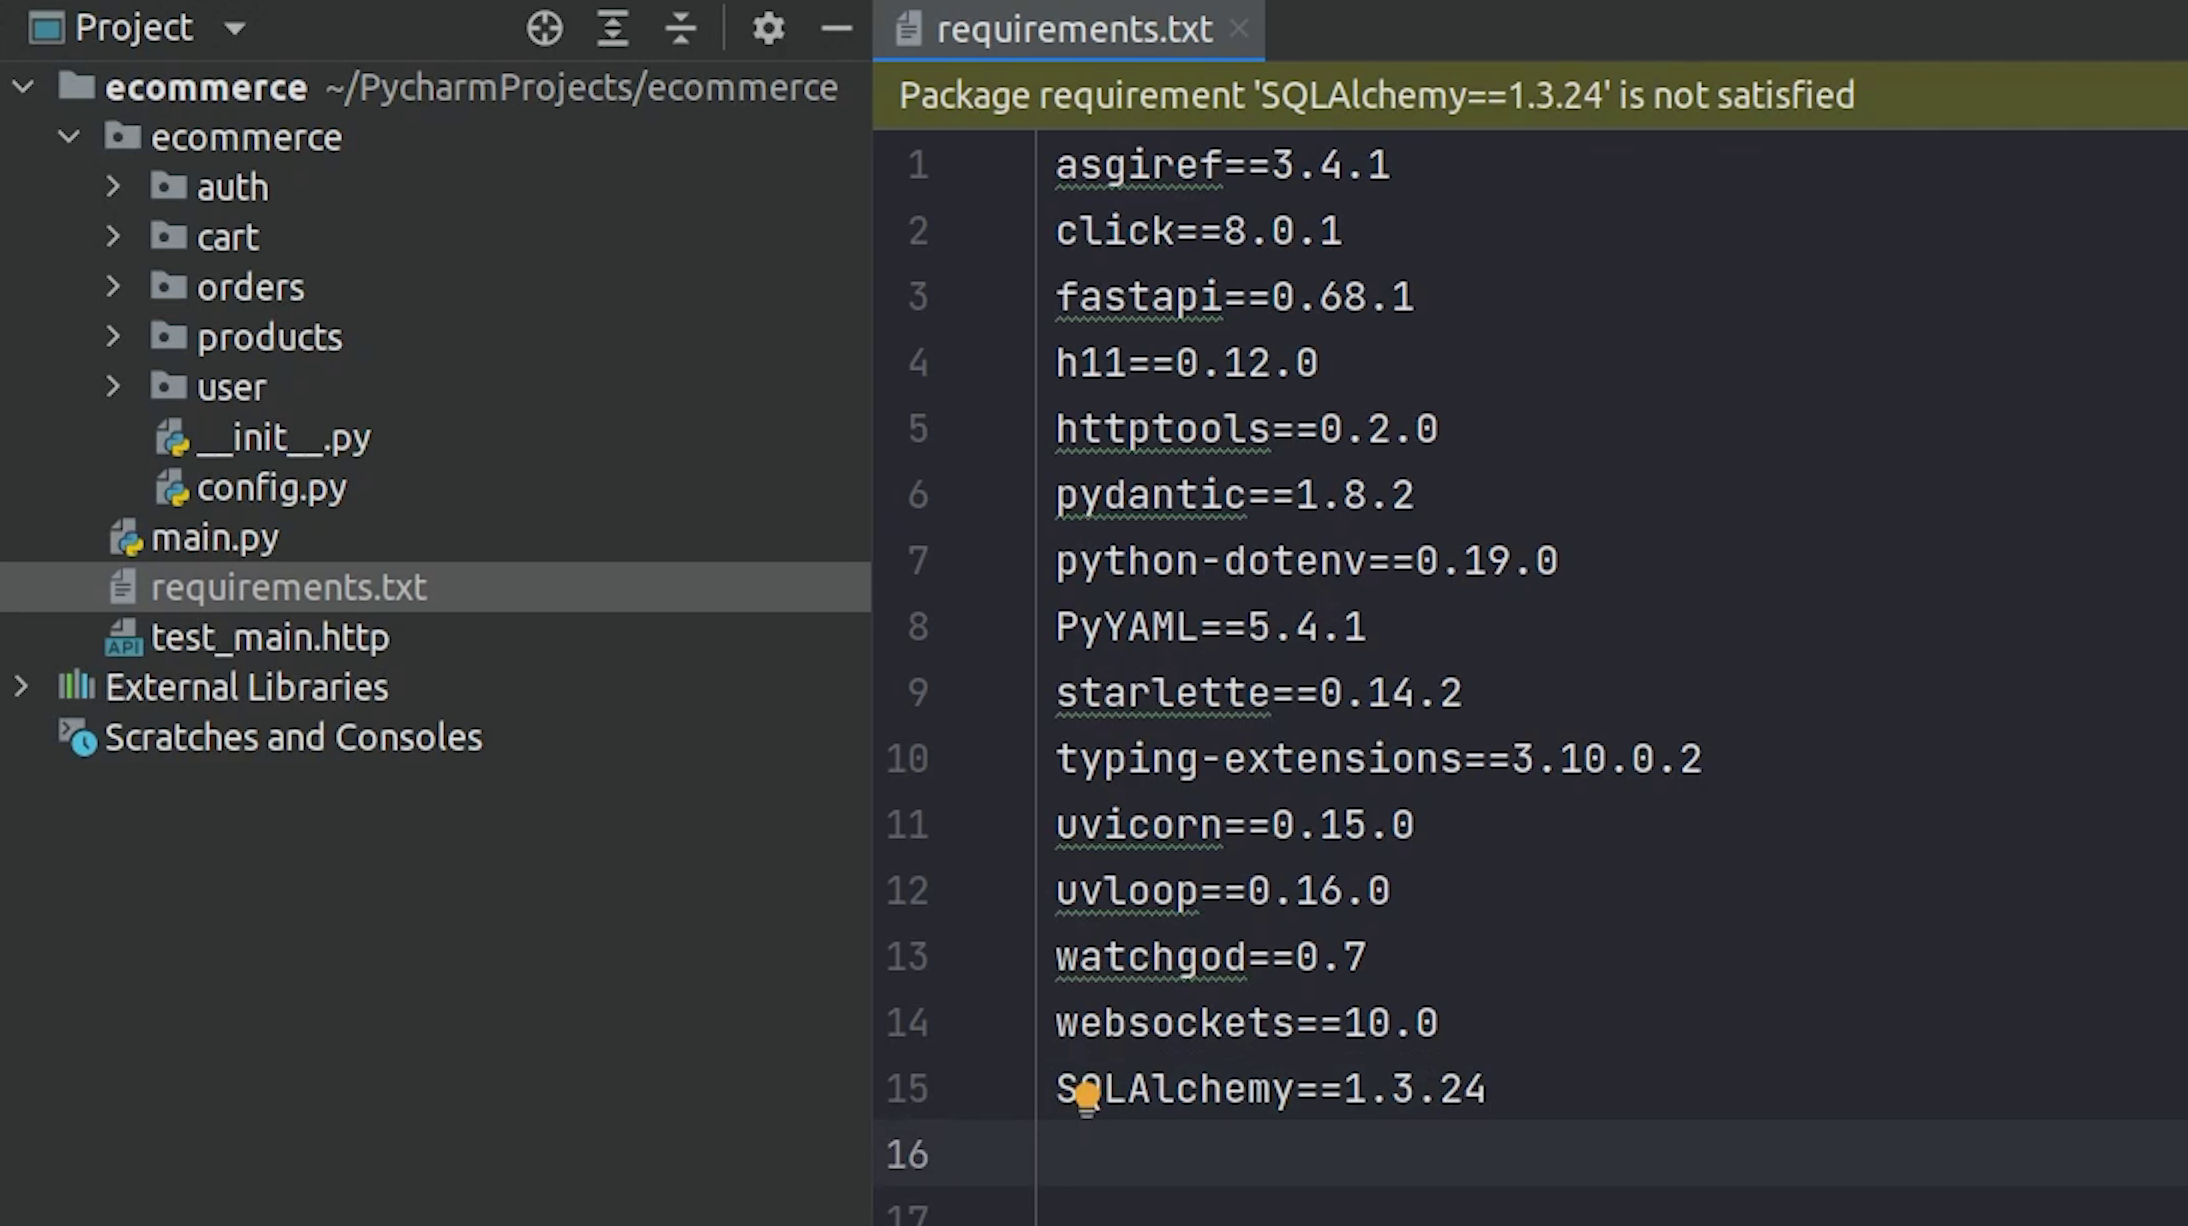 Project
ecommerce ~/PycharmProjects/ecommerce
ecommerce
auth
cart
orders
products
user
__init__.py
config.py
main.py
requirements.txt
API test_main.http
External Libraries
Scratches and Consoles
requirements.txt
Package requirement 'SQLAlchemy==1.3.24' is not satisfied
1 asgiref==3.4.1
2 click==8.0.1
3 fastapi==0.68.1
4 h11==0.12.0
5 httptools==0.2.0
6 pydantic==1.8.2
7 python-dotenv==0.19.0
8 PyYAML==5.4.1
9 starlette==0.14.2
10 typing-extensions==3.10.0.2
11 uvicorn==0.15.0
12 uvloop==0.16.0
13 watchgod==0.7
14 websockets==10.0
15 SQLAlchemy==1.3.24
16
17